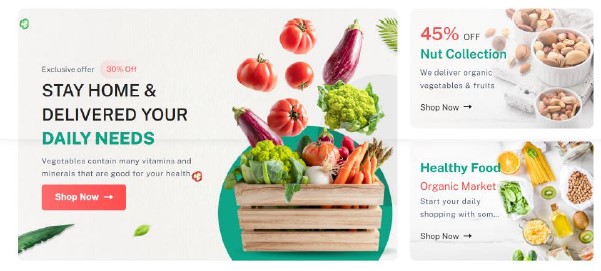 Exclusive offer 30% Off
STAY HOME &
DELIVERED YOUR
DAILY NEEDS
Vegetables contain many vitamins and
minerals that are good for your health.
Shop Now →
45% OFF
Nut Collection
We deliver organic
vegetables & fruits
Shop Now →
Healthy Food
Organic Market
Start your daily
shopping with som...
Shop Now →